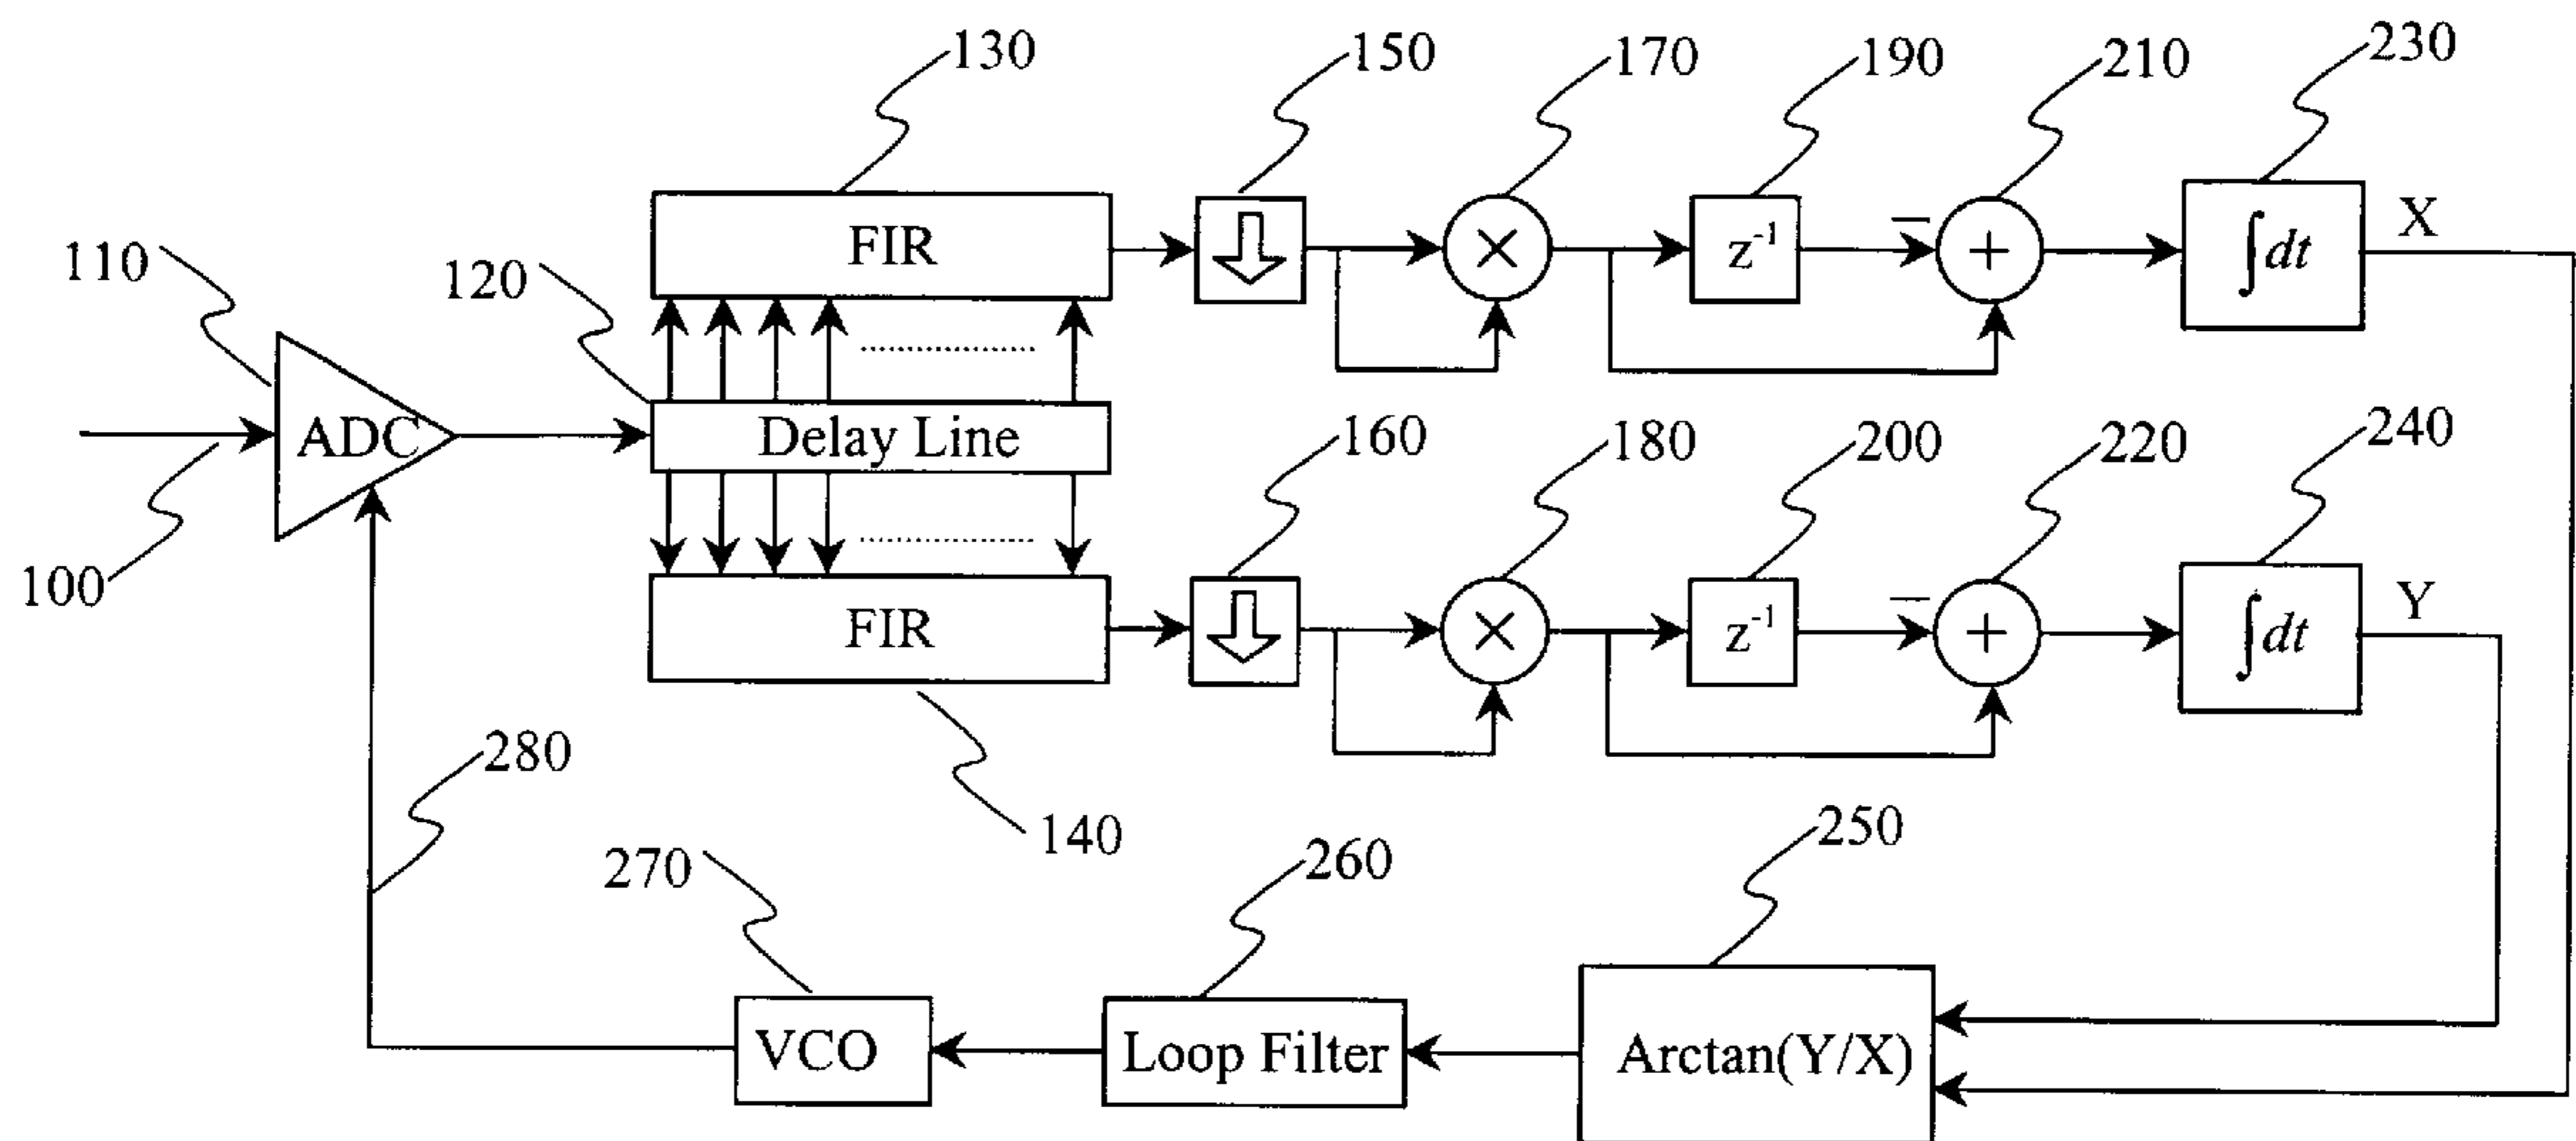 130 150 170 190 210 230
FIR z⁻¹ − + ∫dt X
110 120
ADC Delay Line
160 180 200 220 240
100
FIR z⁻¹ − + ∫dt Y
280
140
270 260 250
VCO Loop Filter Arctan(Y/X)